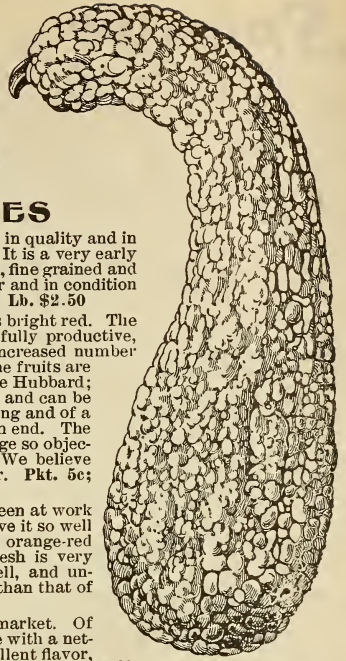 ES
in quality and in
It is a very early
, fine grained and
r and in condition
Lb. $2.50
s bright red. The
fully productive,
ncreased number
ne fruits are
e Hubbard;
and can be
ng and of a
n end. The
ge so objec-
We believe
r. Pkt. 5c;
een at work
ve it so well
orange-red
esh is very
ell, and un-
than that of
market. Of
e with a net-
ellent flavor,